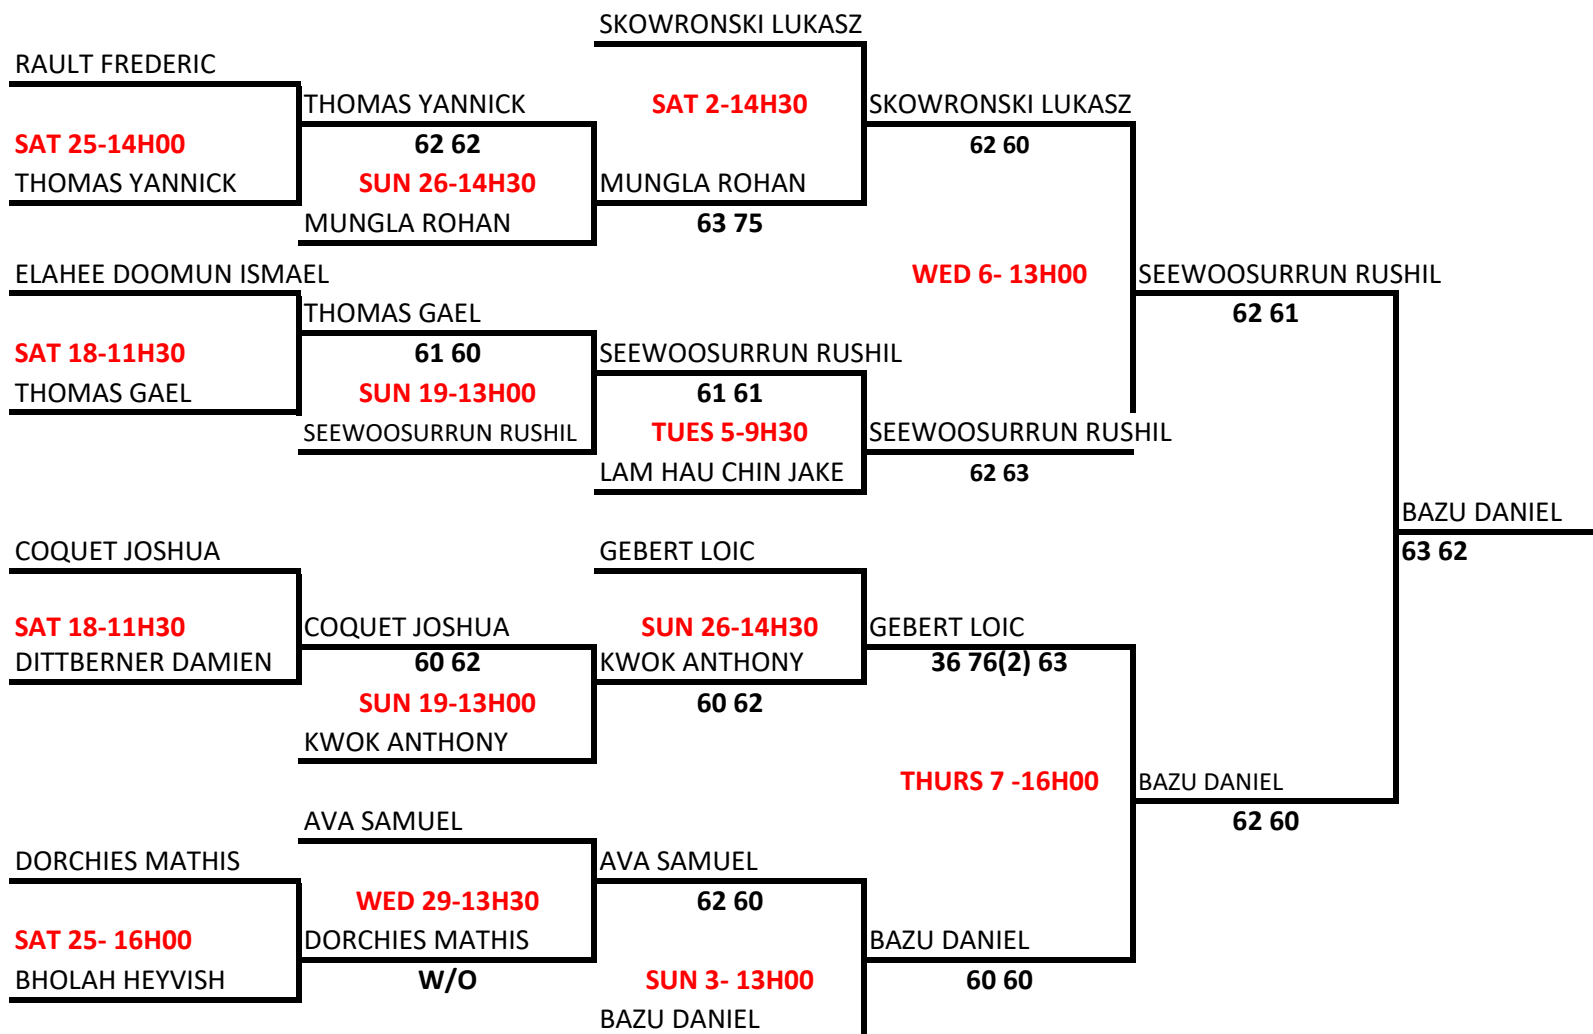 SKOWRONSKI LUKASZ
RAULT FREDERIC
THOMAS YANNICK
SAT 2-14H30
SKOWRONSKI LUKASZ
SAT 25-14H00
62 62
62 60
THOMAS YANNICK
SUN 26-14H30
MUNGLA ROHAN
MUNGLA ROHAN
63 75
ELAHEE DOOMUN ISMAEL
WED 6- 13H00
SEEWOOSURRUN RUSHIL
THOMAS GAEL
62 61
SAT 18-11H30
61 60
SEEWOOSURRUN RUSHIL
THOMAS GAEL
SUN 19-13H00
61 61
SEEWOOSURRUN RUSHIL
TUES 5-9H30
SEEWOOSURRUN RUSHIL
LAM HAU CHIN JAKE
62 63
BAZU DANIEL
COQUET JOSHUA
GEBERT LOIC
63 62
SAT 18-11H30
COQUET JOSHUA
SUN 26-14H30
GEBERT LOIC
DITTBERNER DAMIEN
60 62
KWOK ANTHONY
36 76(2) 63
SUN 19-13H00
60 62
KWOK ANTHONY
THURS 7 -16H00
BAZU DANIEL
AVA SAMUEL
62 60
DORCHIES MATHIS
AVA SAMUEL
WED 29-13H30
62 60
SAT 25- 16H00
DORCHIES MATHIS
BAZU DANIEL
BHOLAH HEYVISH
W/O
SUN 3- 13H00
60 60
BAZU DANIEL